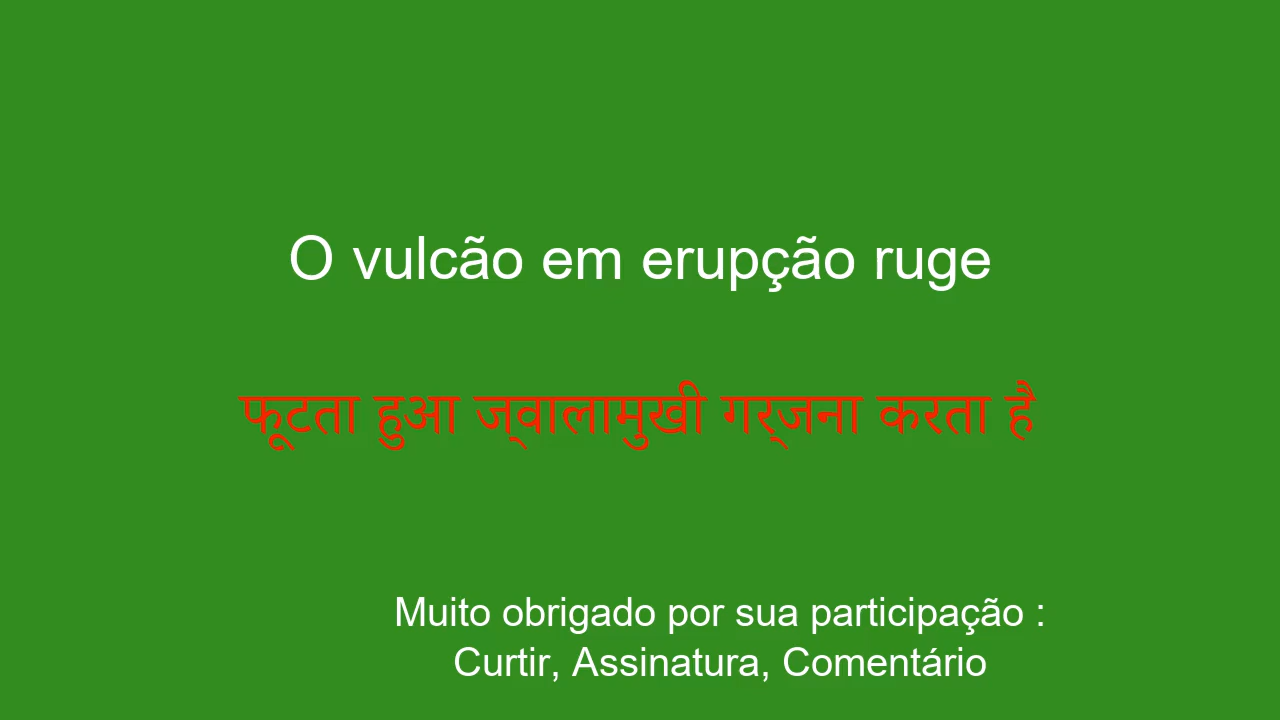 O vulcão em erupção ruge
फूटता हुआ ज्वालामुखी गर्जना करता है
Muito obrigado por sua participação :
Curtir, Assinatura, Comentário